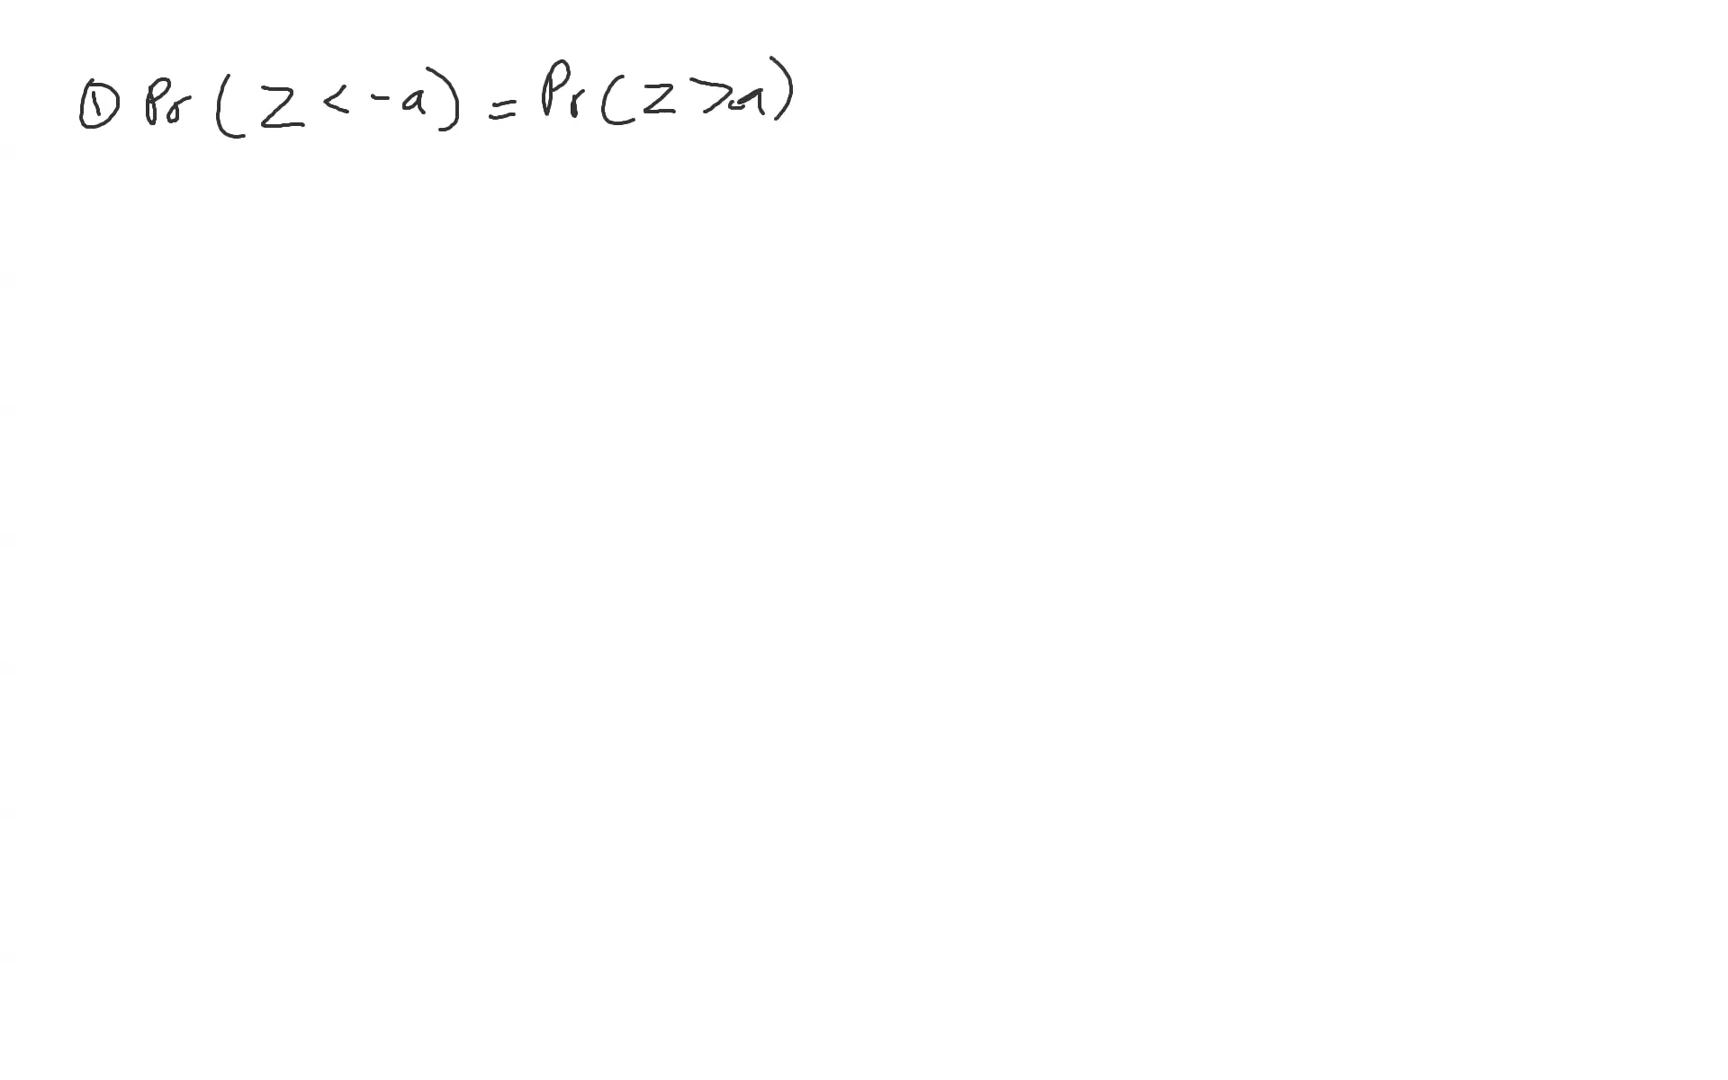 ① Pr(Z < -a) = Pr(Z > a)